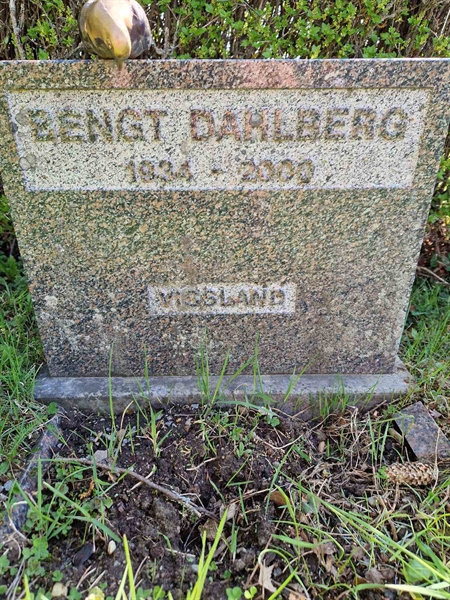 BENGT DAHLBERG
1934 - 2000
VIGSLAND